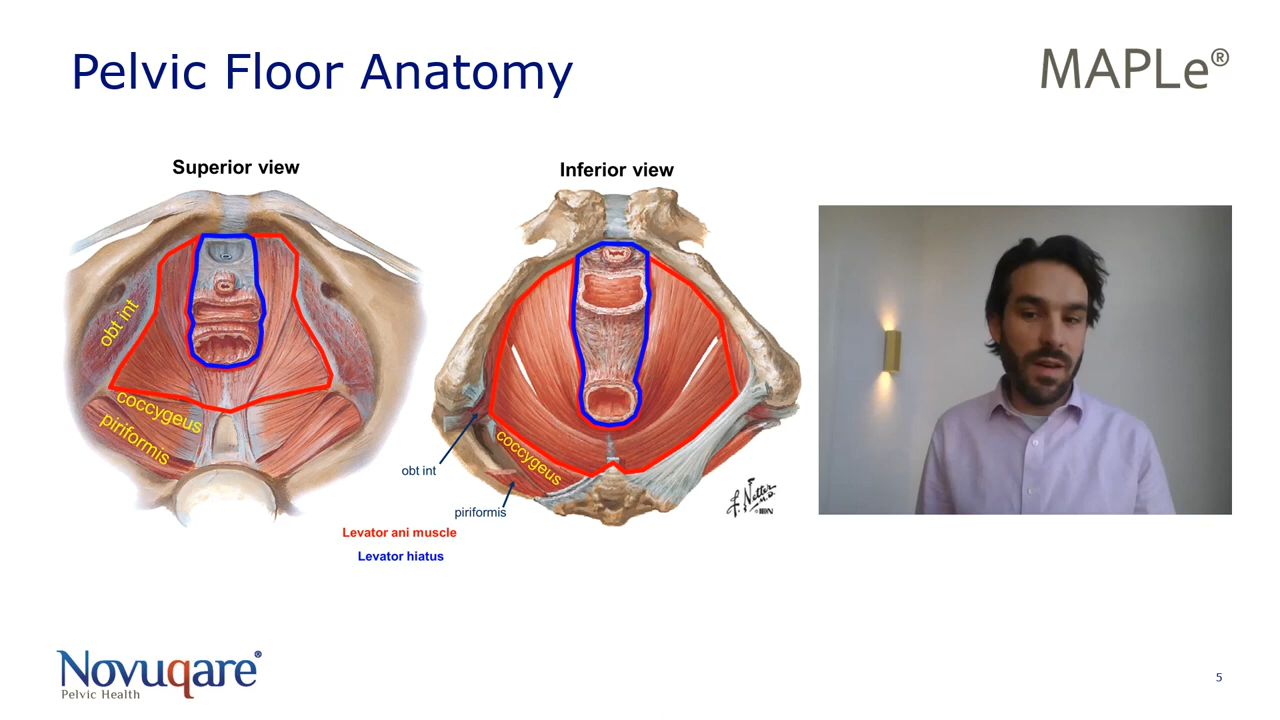 Pelvic Floor Anatomy
MAPLe®
Superior view
Inferior view
obt int
coccygeus
piriformis
coccygeus
obt int
piriformis
F. Netter
M.D.
Levator ani muscle
Levator hiatus
Novuqare®
Pelvic Health
5